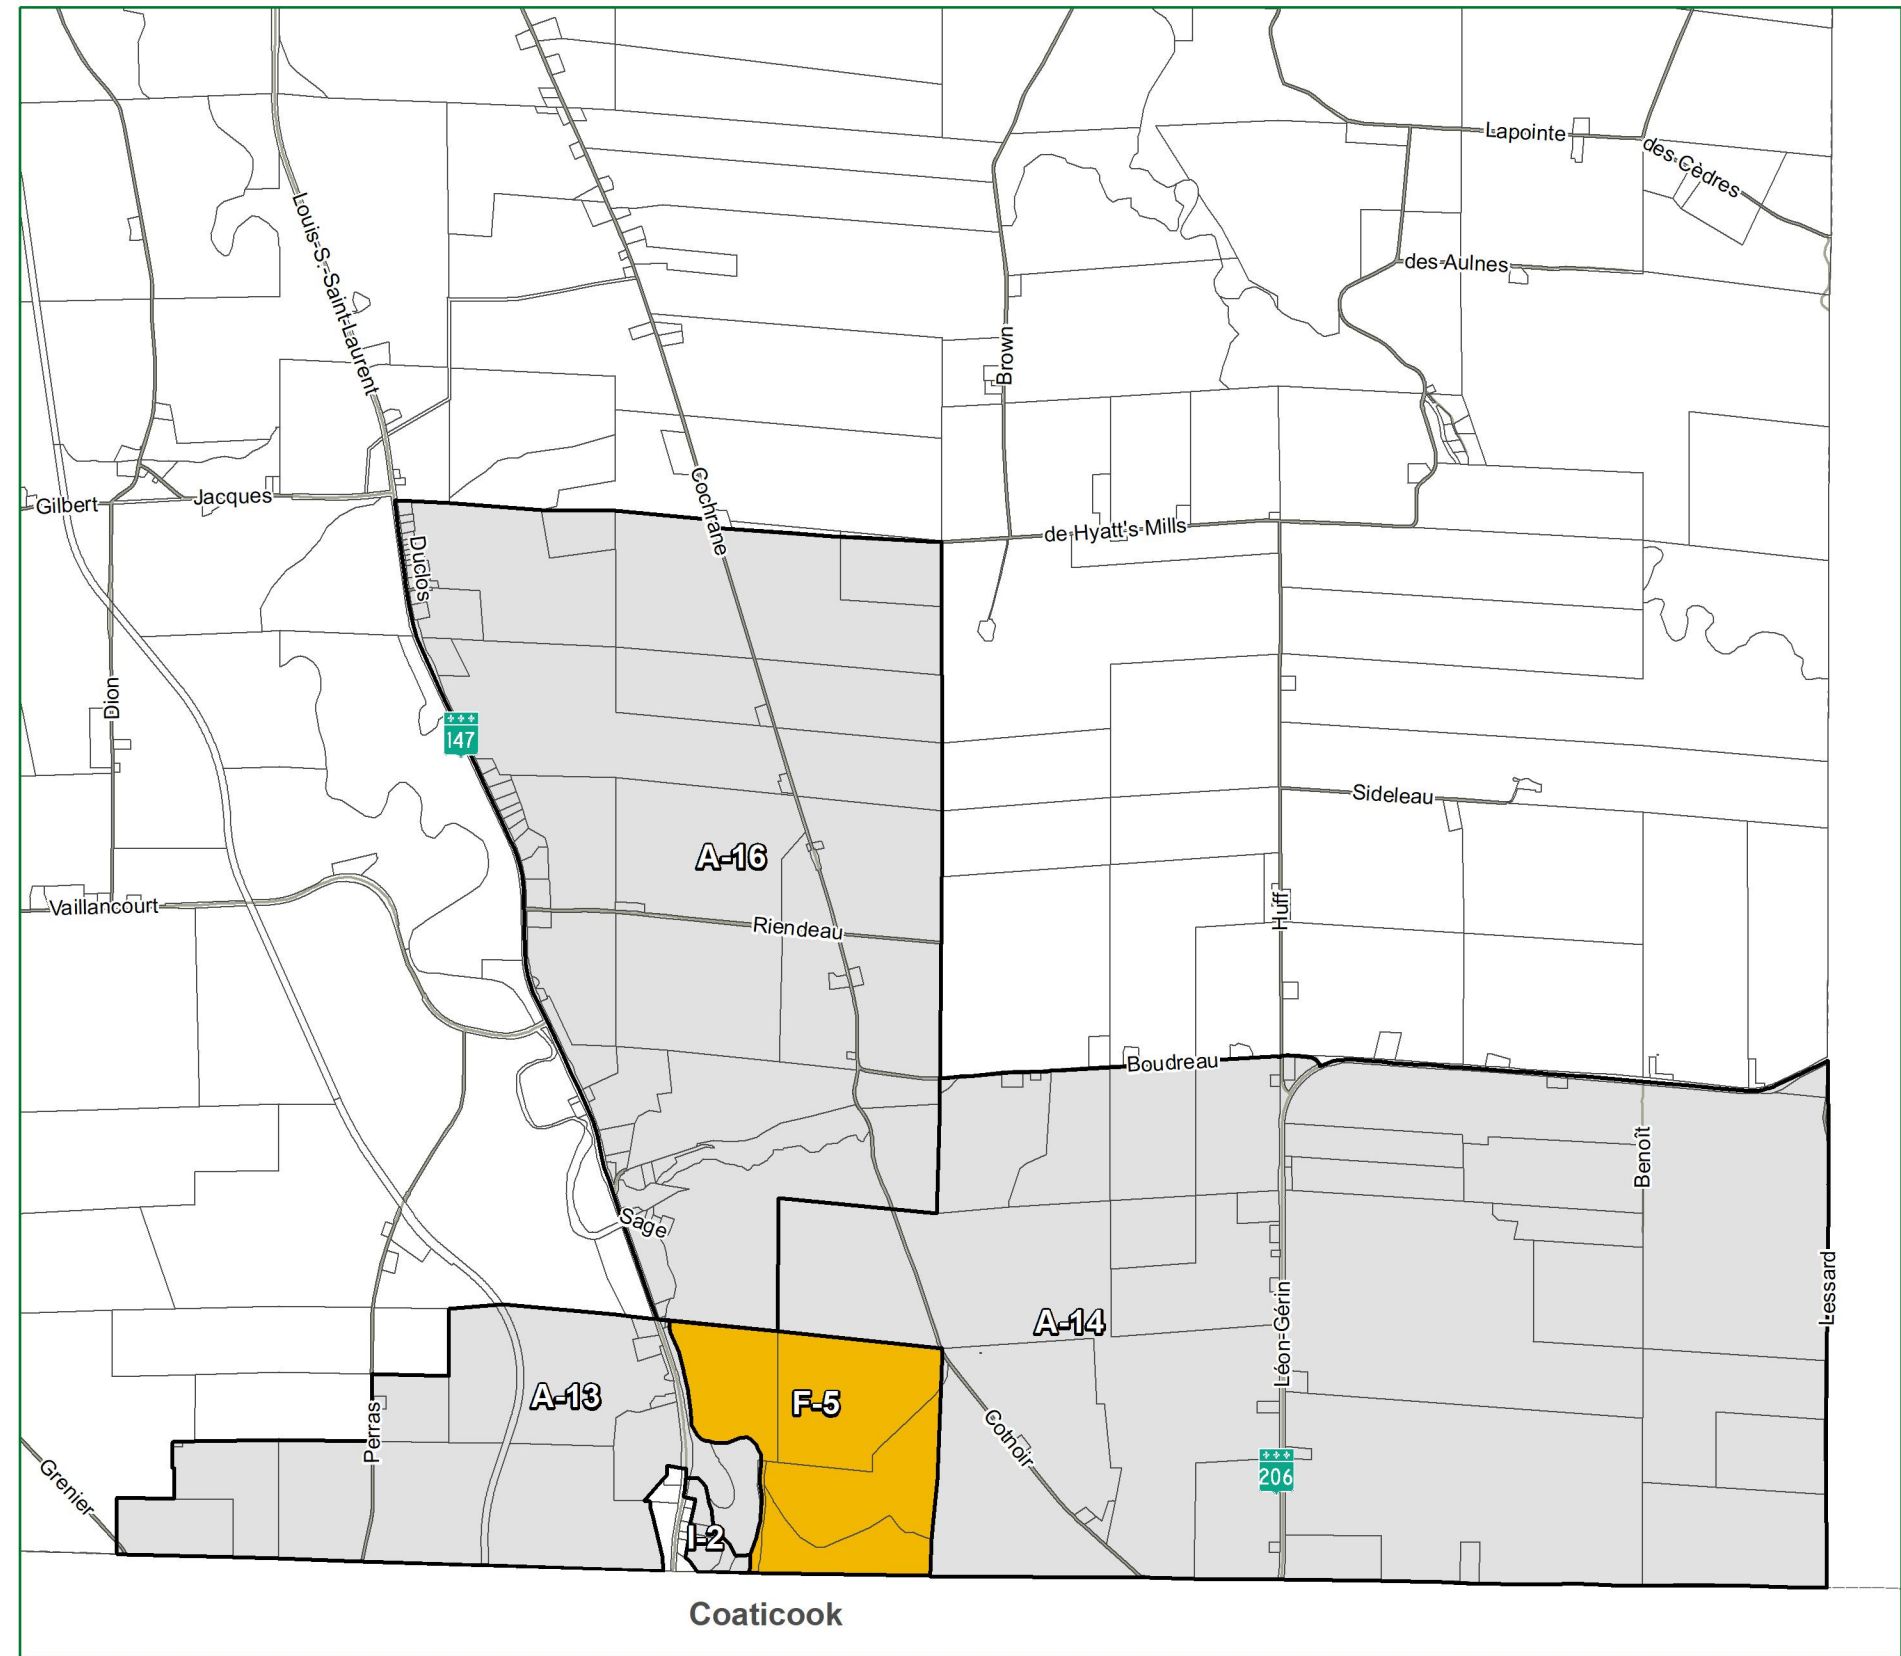 Lapointe
des Cèdres
Louis-S.-Saint-Laurent
des Aulnes
Brown
Cochrane
Gilbert
Jacques
de Hyatt's Mills
Duclos
Dion
147
Sideleau
A-16
Vaillancourt
Huff
Riendeau
Boudreau
Benoît
Sage
Lessard
A-14
Léon-Gérin
A-13
F-5
Perras
Cotnoir
Grenier
206
I-2
Coaticook